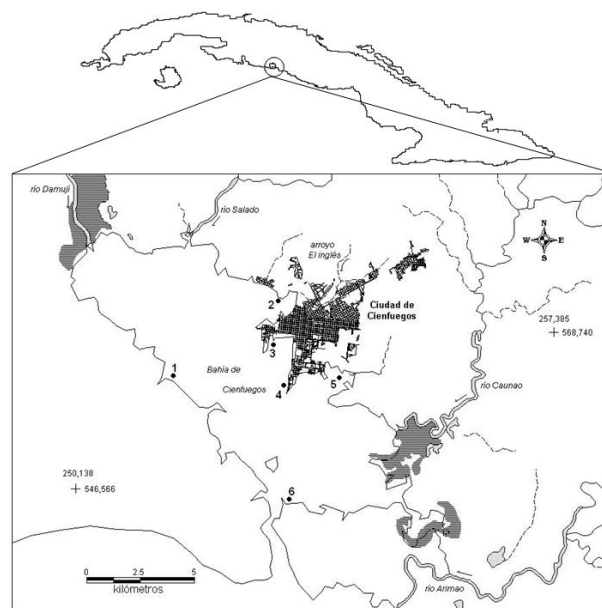 río Damují
río Salado
arroyo
El inglés
N
W E
S
2
Ciudad de
Cienfuegos
257,385
568,740
3
1
Bahía de
Cienfuegos
4
5
río Caunao
250,138
546,566
6
0 2.5 5
kilómetros
río Arimao